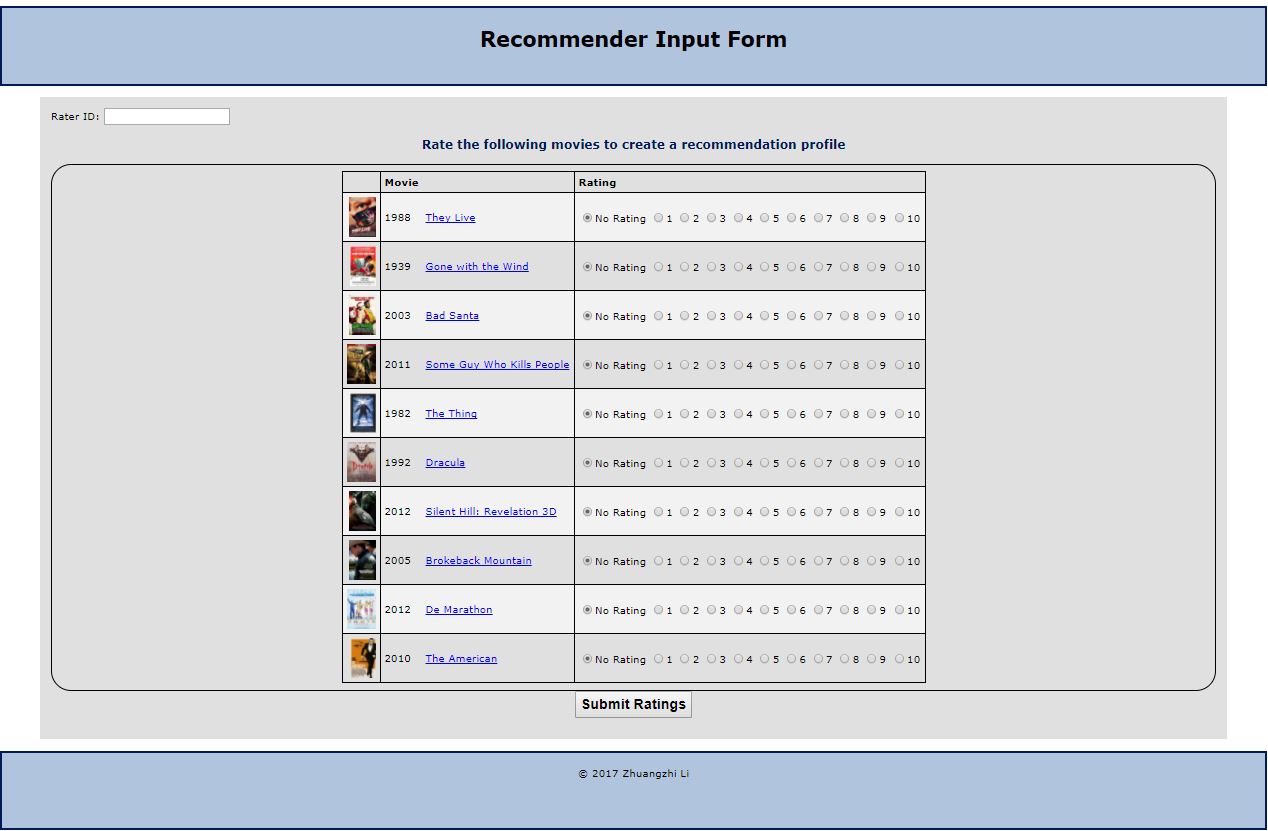 Recommender Input Form
Rater ID:
Rate the following movies to create a recommendation profile
Movie Rating
1988 They Live No Rating 1 2 3 4 5 6 7 8 9 10
1939 Gone with the Wind No Rating 1 2 3 4 5 6 7 8 9 10
2003 Bad Santa No Rating 1 2 3 4 5 6 7 8 9 10
2011 Some Guy Who Kills People No Rating 1 2 3 4 5 6 7 8 9 10
1982 The Thing No Rating 1 2 3 4 5 6 7 8 9 10
1992 Dracula No Rating 1 2 3 4 5 6 7 8 9 10
2012 Silent Hill: Revelation 3D No Rating 1 2 3 4 5 6 7 8 9 10
2005 Brokeback Mountain No Rating 1 2 3 4 5 6 7 8 9 10
2012 De Marathon No Rating 1 2 3 4 5 6 7 8 9 10
2010 The American No Rating 1 2 3 4 5 6 7 8 9 10
Submit Ratings
© 2017 Zhuangzhi Li